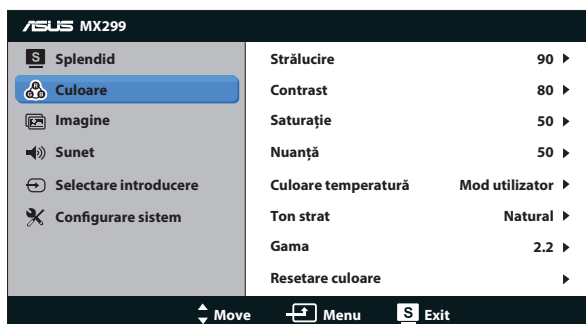 ASUS MX299
S Splendid
Culoare
Imagine
Sunet
Selectare introducere
Configurare sistem
Strălucire 90
Contrast 80
Saturație 50
Nuanță 50
Culoare temperatură Mod utilizator
Ton strat Natural
Gama 2.2
Resetare culoare
Move Menu S Exit